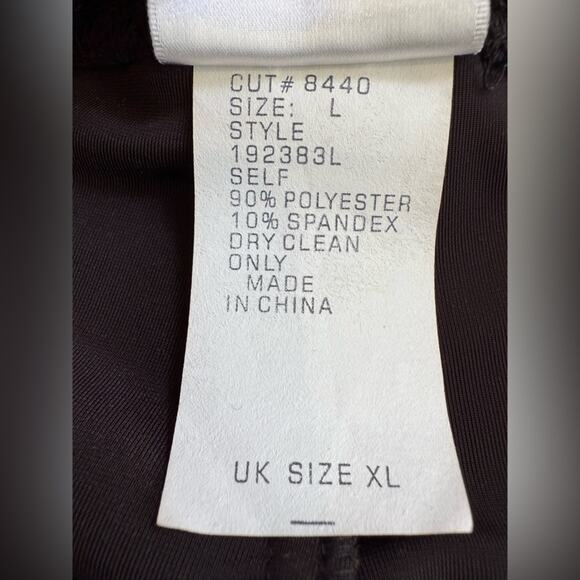 CUT# 8440
SIZE: L
STYLE
192383L
SELF
90% POLYESTER
10% SPANDEX
DRY CLEAN
ONLY
MADE
IN CHINA
UK SIZE XL